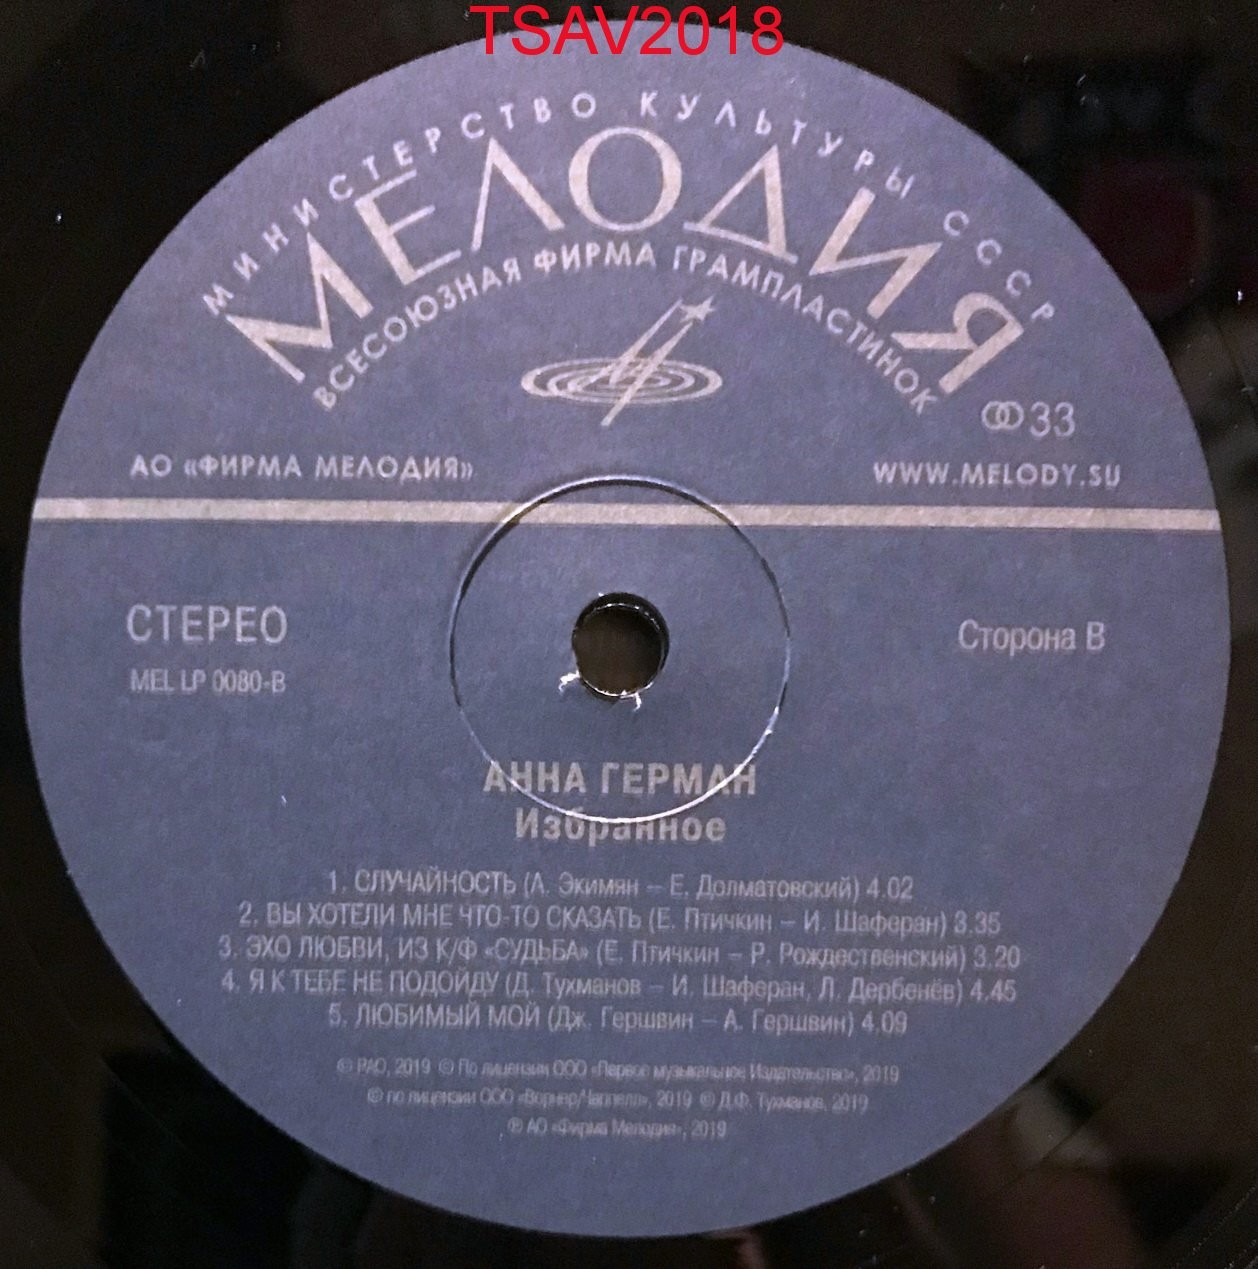 TSAV2018
МИНИСТЕРСТВО КУЛЬТУРЫ СССР
МЕЛОДИЯ
ВСЕСОЮЗНАЯ ФИРМА ГРАМПЛАСТИНОК
33
АО «ФИРМА МЕЛОДИЯ»
WWW.MELODY.SU
СТЕРЕО
Сторона В
MEL LP 0080-B
АННА ГЕРМАН
Избранное
1. СЛУЧАЙНОСТЬ (А. Экимян – Е. Долматовский) 4.02
2. ВЫ ХОТЕЛИ МНЕ ЧТО-ТО СКАЗАТЬ (Е. Птичкин – И. Шаферан) 3.35
3. ЭХО ЛЮБВИ, ИЗ К/Ф «СУДЬБА» (Е. Птичкин – Р. Рождественский) 3.20
4. Я К ТЕБЕ НЕ ПОДОЙДУ (Д. Тухманов – И. Шаферан, Л. Дербенёв) 4.45
5. ЛЮБИМЫЙ МОЙ (Дж. Гершвин – А. Гершвин) 4.09
© РАО, 2019 © По лицензии ООО «Первое музыкальное Издательство», 2019
© по лицензии ООО «Ворнер/Чаппелл», 2019 © Д.Ф. Тухманов, 2019
℗ АО «Фирма Мелодия», 2019